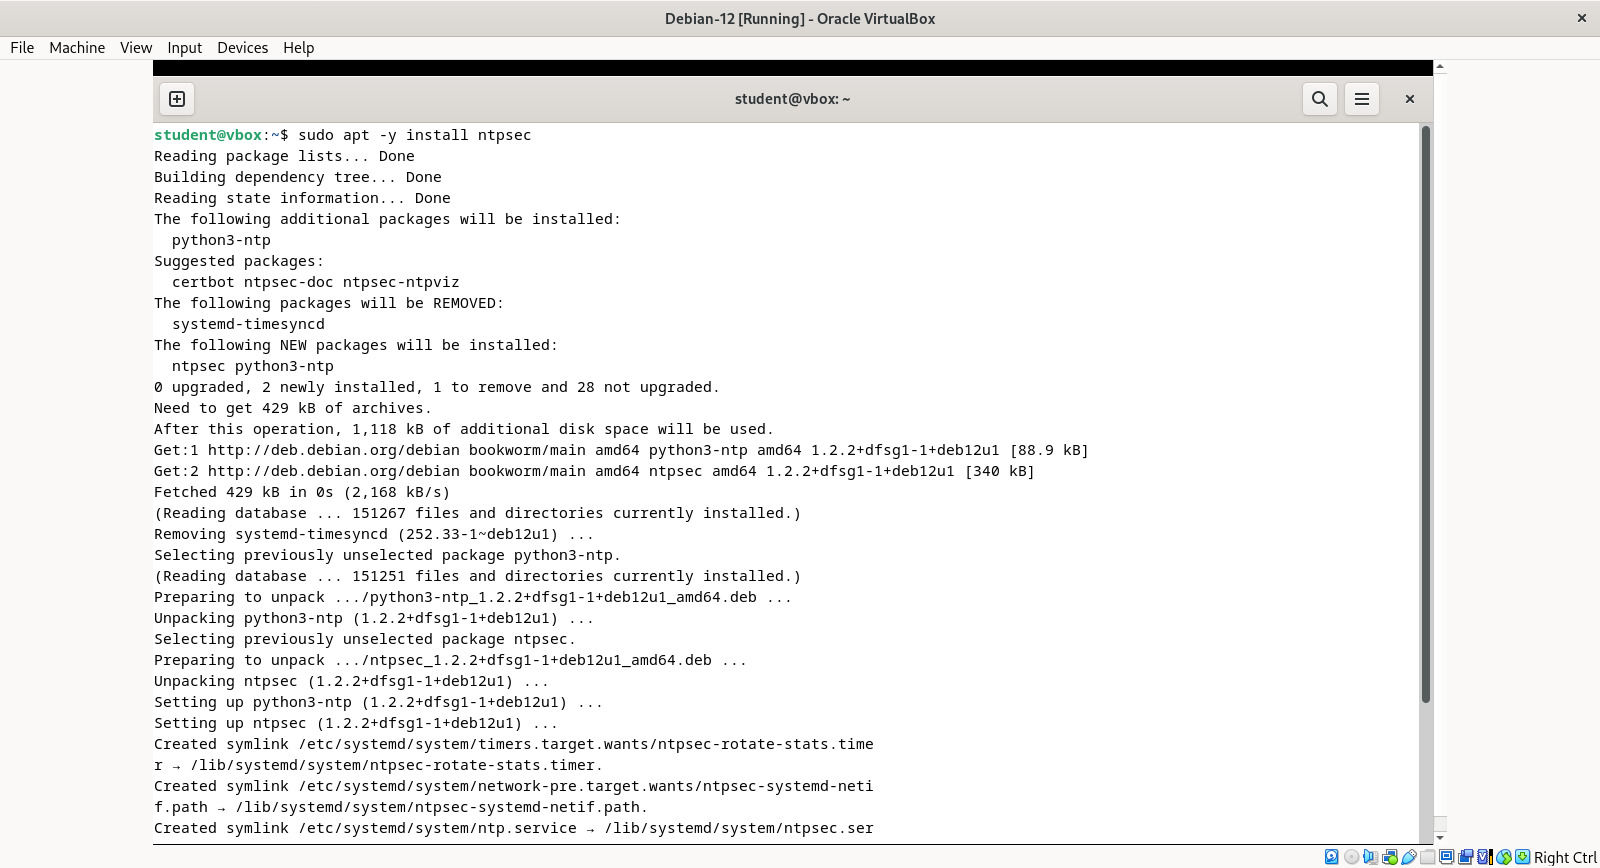 Debian-12 [Running] - Oracle VirtualBox
File Machine View Input Devices Help
student@vbox: ~
student@vbox:~$ sudo apt -y install ntpsec
Reading package lists... Done
Building dependency tree... Done
Reading state information... Done
The following additional packages will be installed:
  python3-ntp
Suggested packages:
  certbot ntpsec-doc ntpsec-ntpviz
The following packages will be REMOVED:
  systemd-timesyncd
The following NEW packages will be installed:
  ntpsec python3-ntp
0 upgraded, 2 newly installed, 1 to remove and 28 not upgraded.
Need to get 429 kB of archives.
After this operation, 1,118 kB of additional disk space will be used.
Get:1 http://deb.debian.org/debian bookworm/main amd64 python3-ntp amd64 1.2.2+dfsg1-1+deb12u1 [88.9 kB]
Get:2 http://deb.debian.org/debian bookworm/main amd64 ntpsec amd64 1.2.2+dfsg1-1+deb12u1 [340 kB]
Fetched 429 kB in 0s (2,168 kB/s)
(Reading database ... 151267 files and directories currently installed.)
Removing systemd-timesyncd (252.33-1~deb12u1) ...
Selecting previously unselected package python3-ntp.
(Reading database ... 151251 files and directories currently installed.)
Preparing to unpack .../python3-ntp_1.2.2+dfsg1-1+deb12u1_amd64.deb ...
Unpacking python3-ntp (1.2.2+dfsg1-1+deb12u1) ...
Selecting previously unselected package ntpsec.
Preparing to unpack .../ntpsec_1.2.2+dfsg1-1+deb12u1_amd64.deb ...
Unpacking ntpsec (1.2.2+dfsg1-1+deb12u1) ...
Setting up python3-ntp (1.2.2+dfsg1-1+deb12u1) ...
Setting up ntpsec (1.2.2+dfsg1-1+deb12u1) ...
Created symlink /etc/systemd/system/timers.target.wants/ntpsec-rotate-stats.time
r → /lib/systemd/system/ntpsec-rotate-stats.timer.
Created symlink /etc/systemd/system/network-pre.target.wants/ntpsec-systemd-neti
f.path → /lib/systemd/system/ntpsec-systemd-netif.path.
Created symlink /etc/systemd/system/ntp.service → /lib/systemd/system/ntpsec.ser
Right Ctrl